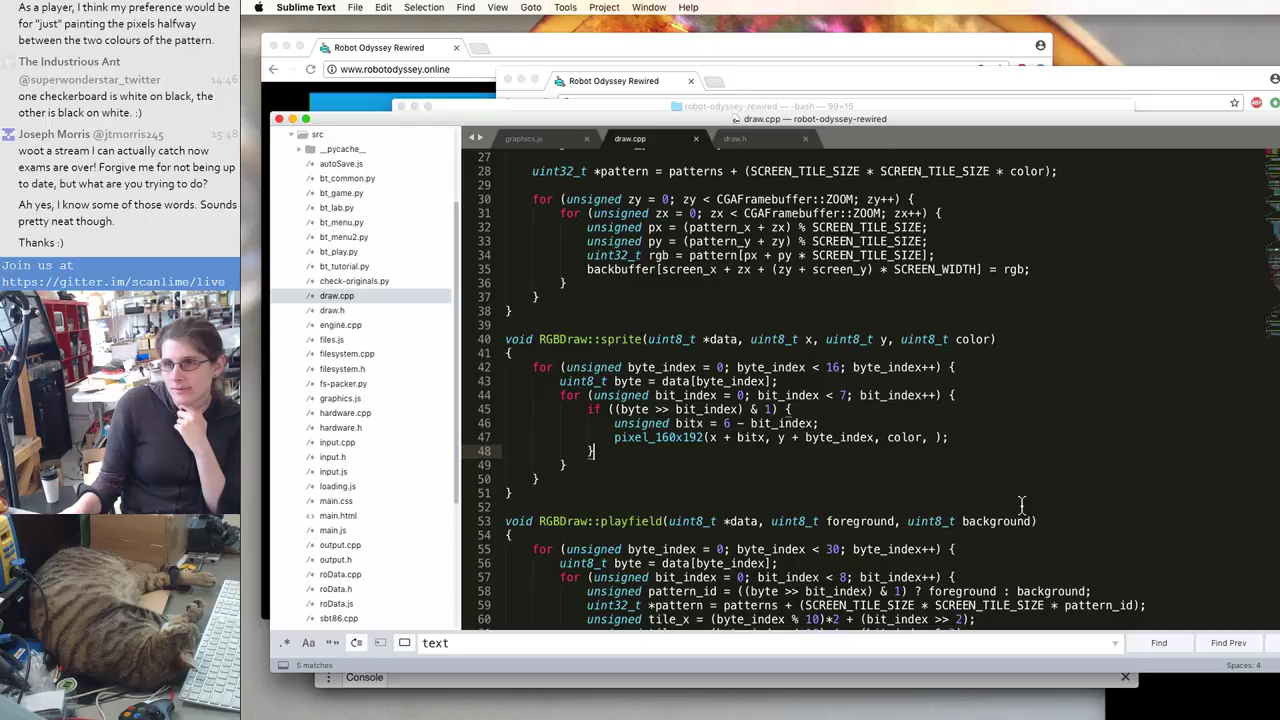 As a player, I think my preference would be
for "just" painting the pixels halfway
between the two colours of the pattern.
The Industrious Ant
@superwonderstar_twitter 14:46
one checkerboard is white on black, the
other is black on white. :)
Joseph Morris @jtmorris245 15:48
Woo a stream I can actually catch now
exams are over! Forgive me for not being up
to date, but what are you trying to do?
Ah yes, I know some of those words. Sounds
pretty neat though.
Thanks :)
Join us at
https://gitter.im/scanlime/live
Sublime Text File Edit Selection Find View Goto Tools Project Window Help
Robot Odyssey Rewired
www.robotodyssey.online
Robot Odyssey Rewired
robot-odyssey-rewired — -bash — 99×15
draw.cpp — robot-odyssey-rewired
graphics.js
draw.cpp
draw.h
src
__pycache__
autoSave.js
bt_common.py
bt_game.py
bt_lab.py
bt_menu.py
bt_menu2.py
bt_play.py
bt_tutorial.py
check-originals.py
draw.cpp
draw.h
engine.cpp
files.js
filesystem.cpp
filesystem.h
fs-packer.py
graphics.js
hardware.cpp
hardware.h
input.cpp
input.h
input.js
loading.js
main.css
main.html
main.js
output.cpp
output.h
roData.cpp
roData.h
roData.js
sbt86.cpp
27
28 uint32_t *pattern = patterns + (SCREEN_TILE_SIZE * SCREEN_TILE_SIZE * color);
29
30 for (unsigned zy = 0; zy < CGAFramebuffer::ZOOM; zy++) {
31 for (unsigned zx = 0; zx < CGAFramebuffer::ZOOM; zx++) {
32 unsigned px = (pattern_x + zx) % SCREEN_TILE_SIZE;
33 unsigned py = (pattern_y + zy) % SCREEN_TILE_SIZE;
34 uint32_t rgb = pattern[px + py * SCREEN_TILE_SIZE];
35 backbuffer[screen_x + zx + (zy + screen_y) * SCREEN_WIDTH] = rgb;
36 }
37 }
38 }
39
40 void RGBDraw::sprite(uint8_t *data, uint8_t x, uint8_t y, uint8_t color)
41 {
42 for (unsigned byte_index = 0; byte_index < 16; byte_index++) {
43 uint8_t byte = data[byte_index];
44 for (unsigned bit_index = 0; bit_index < 7; bit_index++) {
45 if ((byte >> bit_index) & 1) {
46 unsigned bitx = 6 - bit_index;
47 pixel_160x192(x + bitx, y + byte_index, color, );
48 }
49 }
50 }
51 }
52
53 void RGBDraw::playfield(uint8_t *data, uint8_t foreground, uint8_t background)
54 {
55 for (unsigned byte_index = 0; byte_index < 30; byte_index++) {
56 uint8_t byte = data[byte_index];
57 for (unsigned bit_index = 0; bit_index < 8; bit_index++) {
58 unsigned pattern_id = ((byte >> bit_index) & 1) ? foreground : background;
59 uint32_t *pattern = patterns + (SCREEN_TILE_SIZE * SCREEN_TILE_SIZE * pattern_id);
60 unsigned tile_x = (byte_index % 10)*2 + (bit_index >> 2);
.* Aa text Find Find Prev
5 matches Spaces: 4
Console